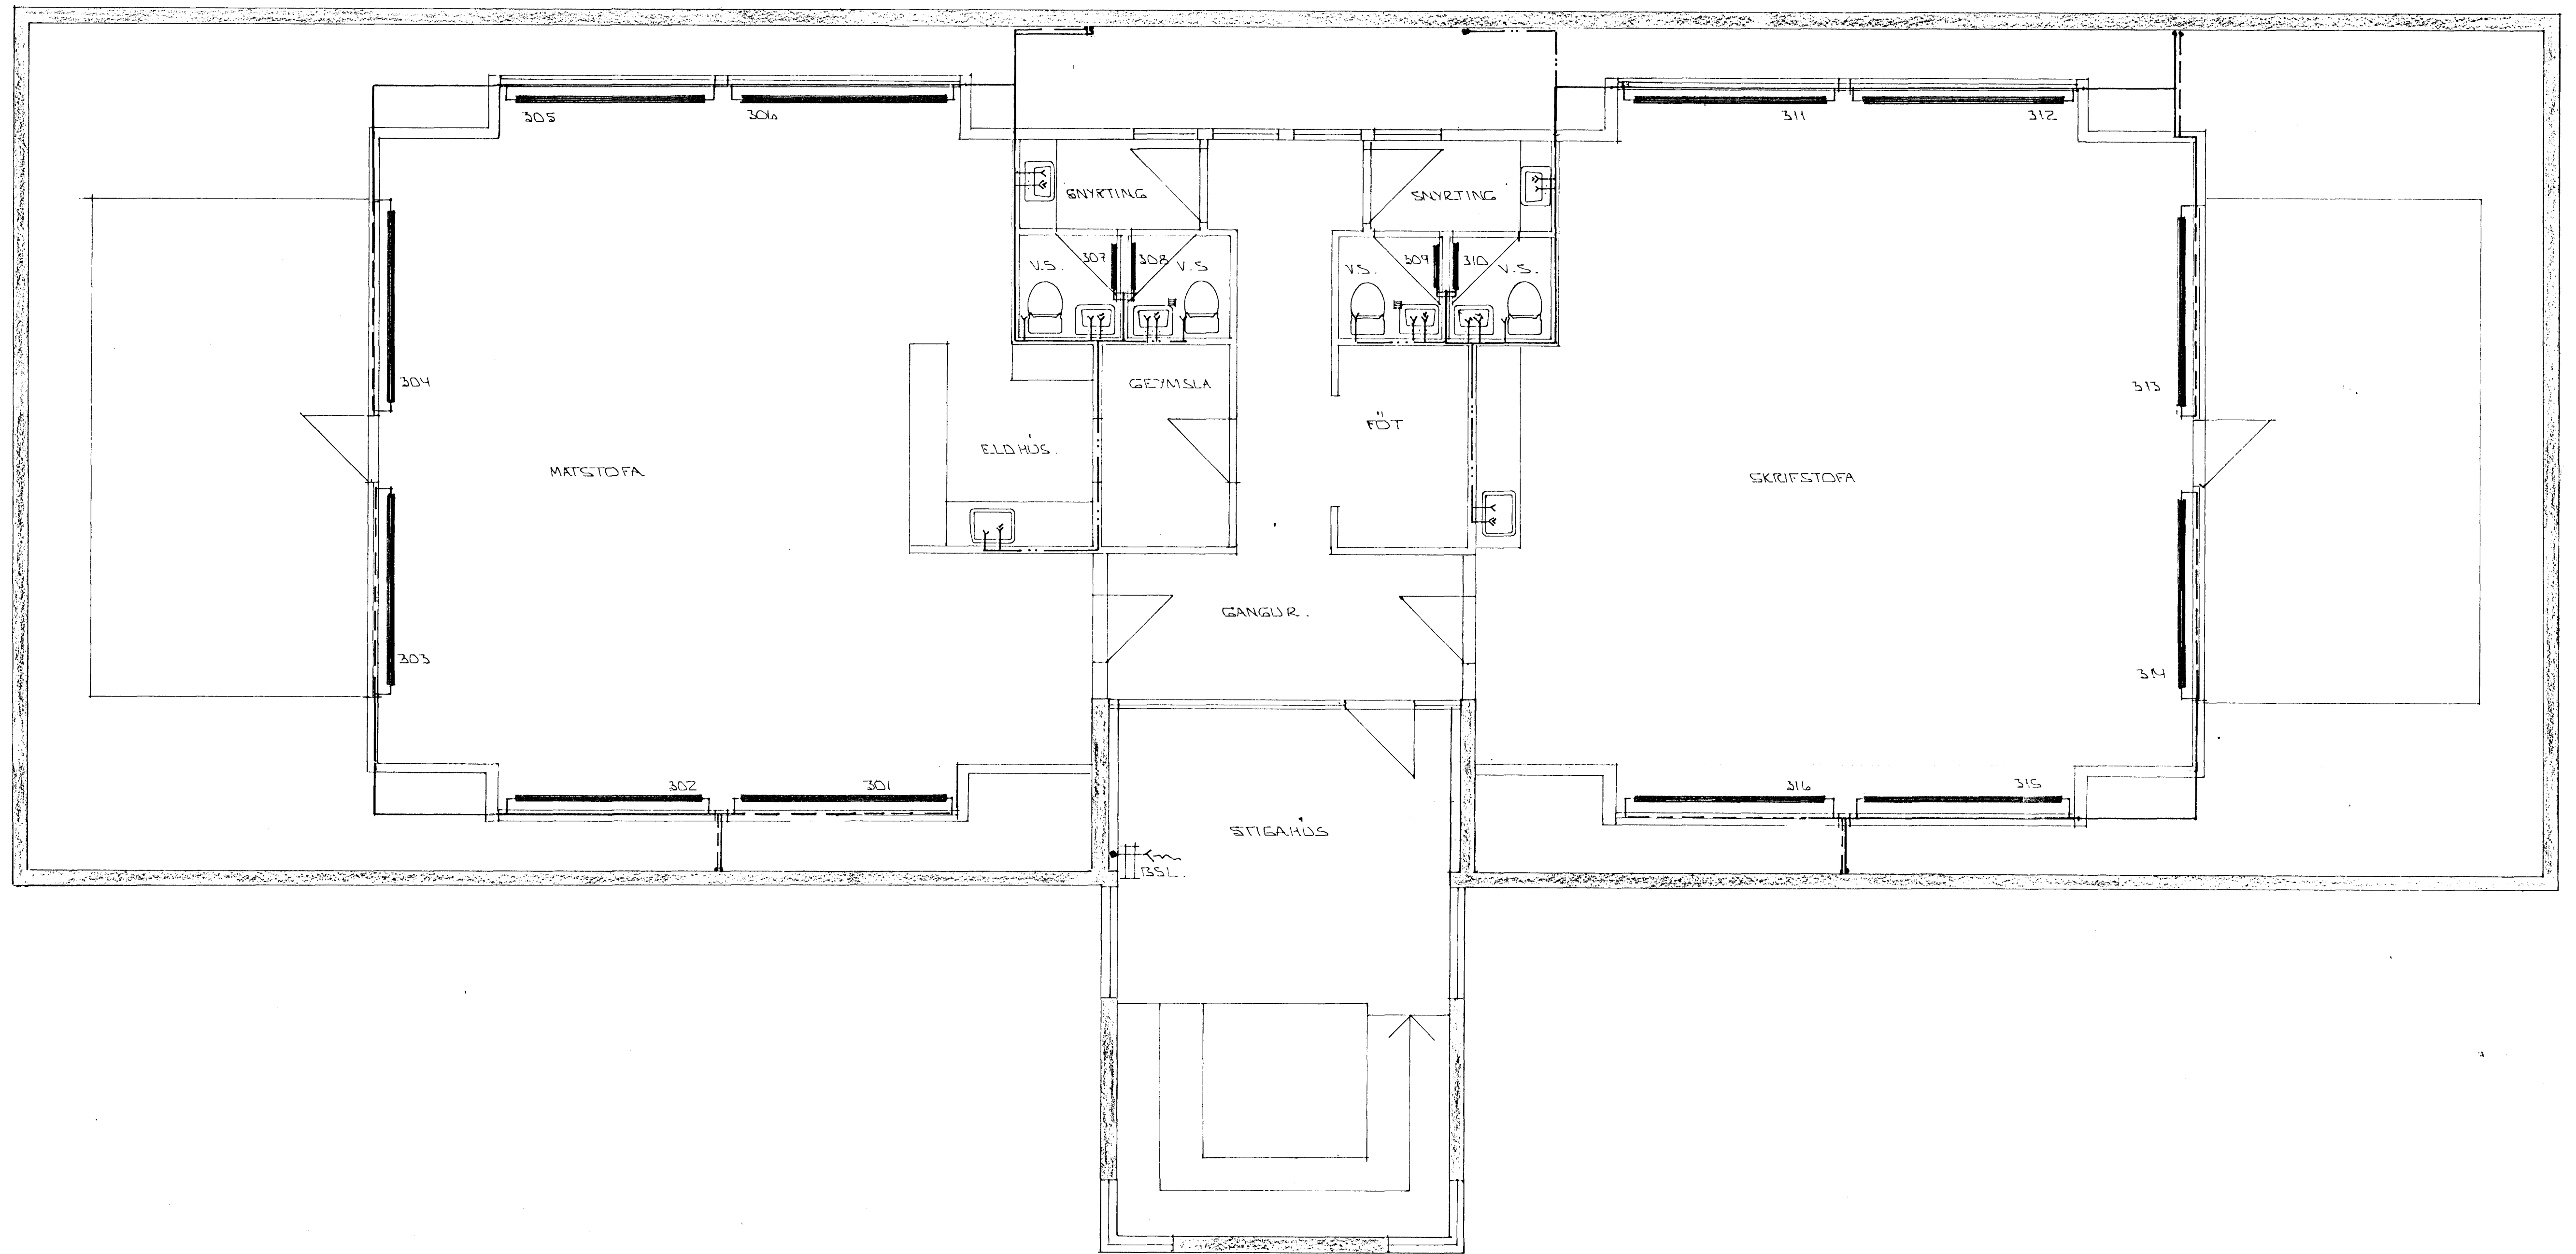 305
306
311
312
SNYRTING
SNYRTING
V.S.
307
308
V.S
V.S.
309
310
V.S.
304
GEYMSLA
313
FÖT
ELDHÚS.
MATSTOFA
SKRIFSTOFA
GANGUR.
303
314
302
301
316
315
STIGAHÚS
BSL.